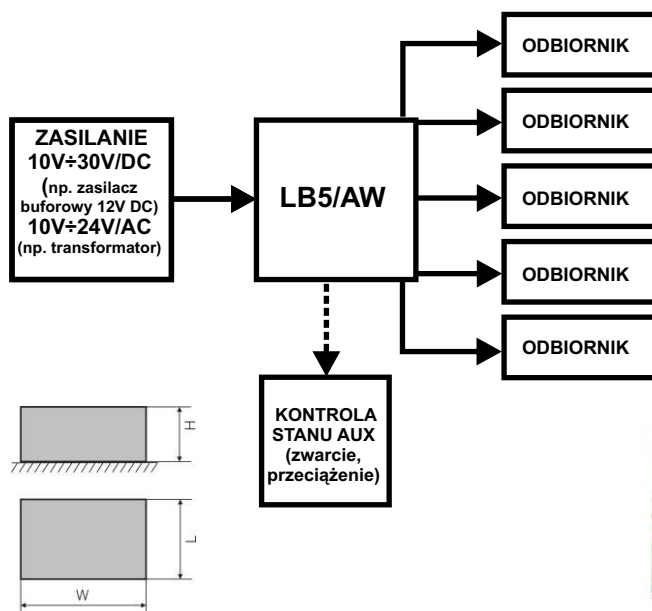 ZASILANIE
10V÷30V/DC
(np. zasilacz
buforowy 12V DC)
10V÷24V/AC
(np. transformator)
LB5/AW
ODBIORNIK
ODBIORNIK
ODBIORNIK
ODBIORNIK
ODBIORNIK
KONTROLA
STANU AUX
(zwarcie,
przeciążenie)
H
L
W